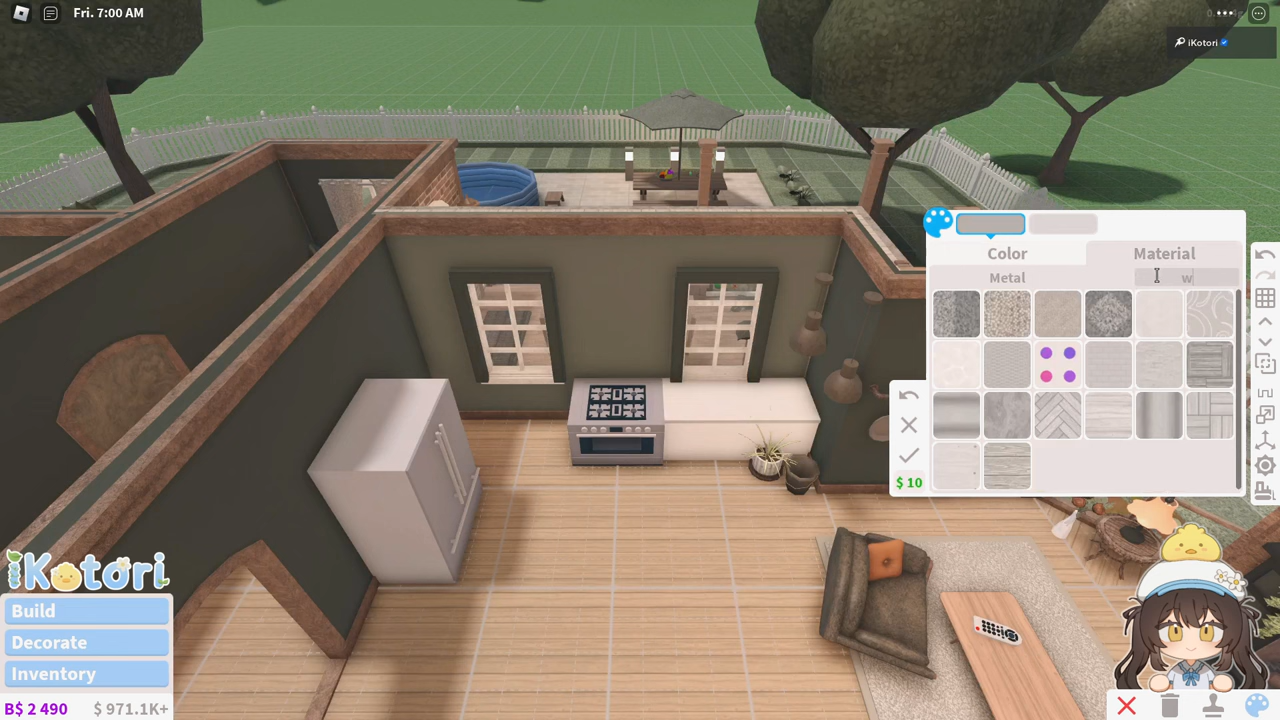 Fri. 7:00 AM
iKotori
Color
Material
Metal
w
$ 10
iKotori
Build
Decorate
Inventory
B$ 2 490
$ 971.1K+